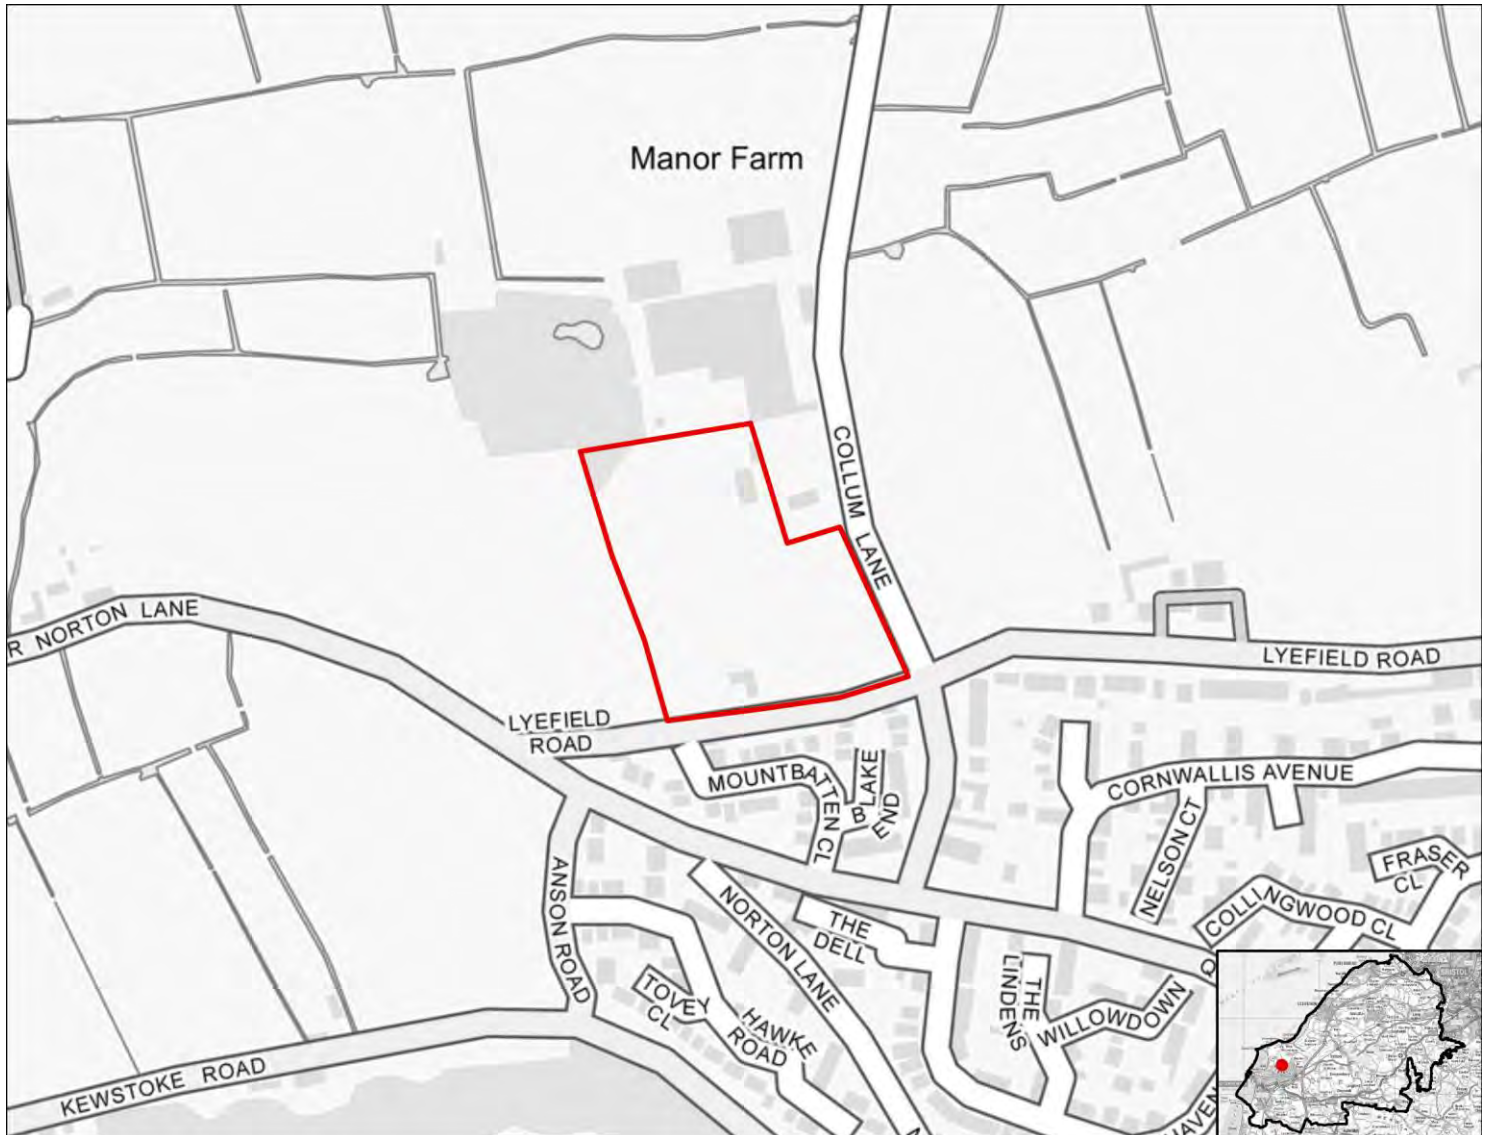 Manor Farm
COLLUM LANE
R NORTON LANE
LYEFIELD ROAD
LYEFIELD
ROAD
MOUNTBATTEN CL
BLAKE
END
CORNWALLIS AVENUE
NELSON CT
FRASER
CL
COLLINGWOOD CL
ANSON ROAD
NORTON LANE
THE
DELL
THE
LINDENS
WILLOWDOWN
TOVEY
CL
HAWKE
ROAD
KEWSTOKE ROAD
HAVEN
BRISTOL